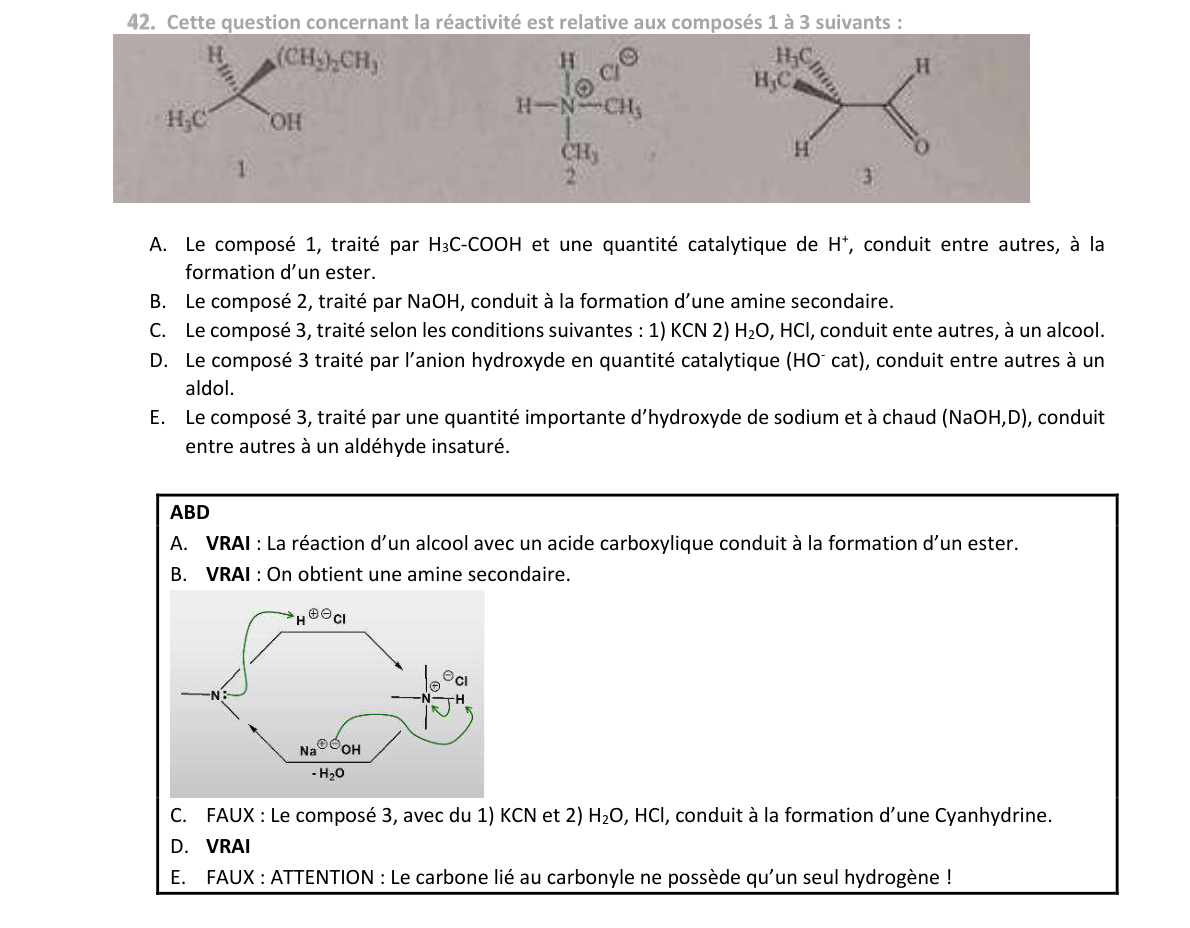 42. Cette question concernant la réactivité est relative aux composés 1 à 3 suivants :
H (CH₂)₂CH₃
H₃C OH
1
H Cl ⊖
⊕
H—N—CH₃
CH₃
2
H₃C H
H₃C
H O
3
A. Le composé 1, traité par H₃C-COOH et une quantité catalytique de H⁺, conduit entre autres, à la
formation d’un ester.
B. Le composé 2, traité par NaOH, conduit à la formation d’une amine secondaire.
C. Le composé 3, traité selon les conditions suivantes : 1) KCN 2) H₂O, HCl, conduit ente autres, à un alcool.
D. Le composé 3 traité par l’anion hydroxyde en quantité catalytique (HO⁻ cat), conduit entre autres à un
aldol.
E. Le composé 3, traité par une quantité importante d’hydroxyde de sodium et à chaud (NaOH,D), conduit
entre autres à un aldéhyde insaturé.
ABD
A. VRAI : La réaction d’un alcool avec un acide carboxylique conduit à la formation d’un ester.
B. VRAI : On obtient une amine secondaire.
H ⊕ ⊖ Cl
⊖ Cl
⊕
N: N H
Na ⊕ ⊖ OH
- H₂O
C. FAUX : Le composé 3, avec du 1) KCN et 2) H₂O, HCl, conduit à la formation d’une Cyanhydrine.
D. VRAI
E. FAUX : ATTENTION : Le carbone lié au carbonyle ne possède qu’un seul hydrogène !